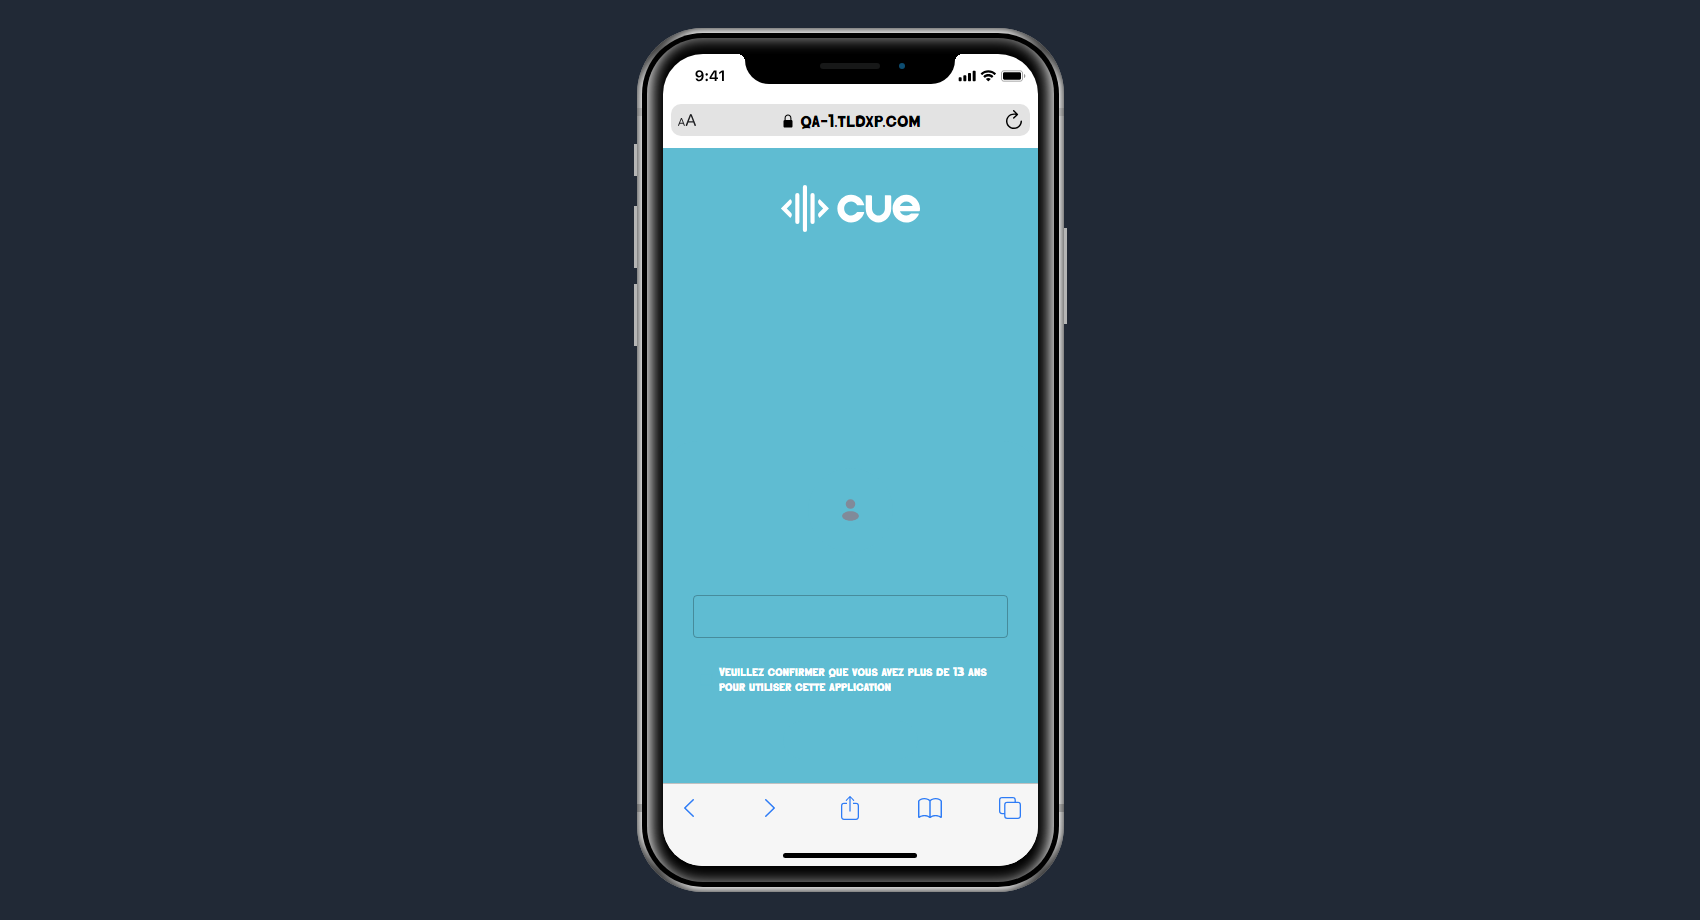 9:41
AA
QA-1.TLDXP.COM
cue
VEUILLEZ CONFIRMER QUE VOUS AVEZ PLUS DE 13 ANS
POUR UTILISER CETTE APPLICATION